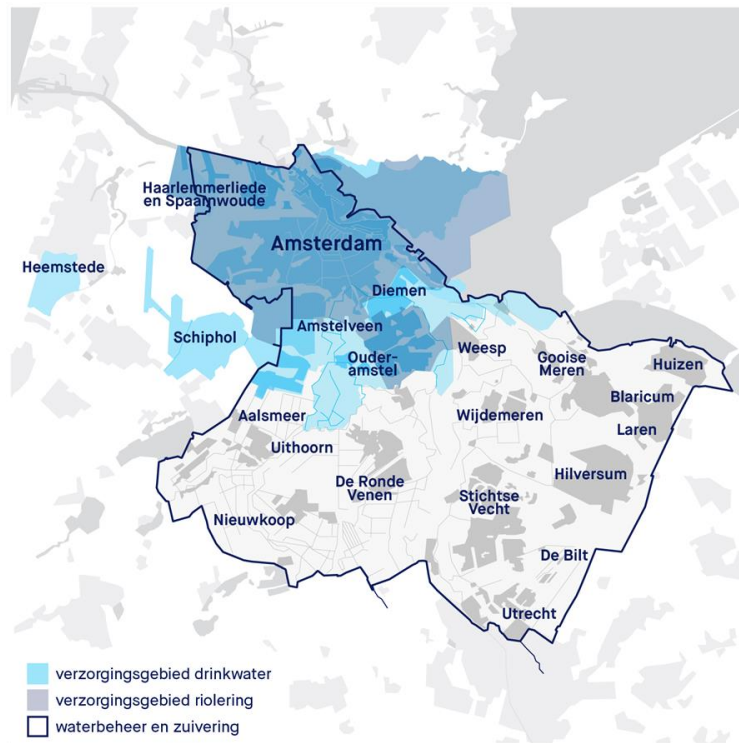 Haarlemmerliede
en Spaarnwoude
Amsterdam
Heemstede
Diemen
Schiphol
Amstelveen
Ouder-
amstel
Weesp
Gooise
Meren
Huizen
Blaricum
Laren
Aalsmeer
Wijdemeren
Uithoorn
De Ronde
Venen
Hilversum
Stichtse
Vecht
Nieuwkoop
De Bilt
Utrecht
verzorgingsgebied drinkwater
verzorgingsgebied riolering
waterbeheer en zuivering